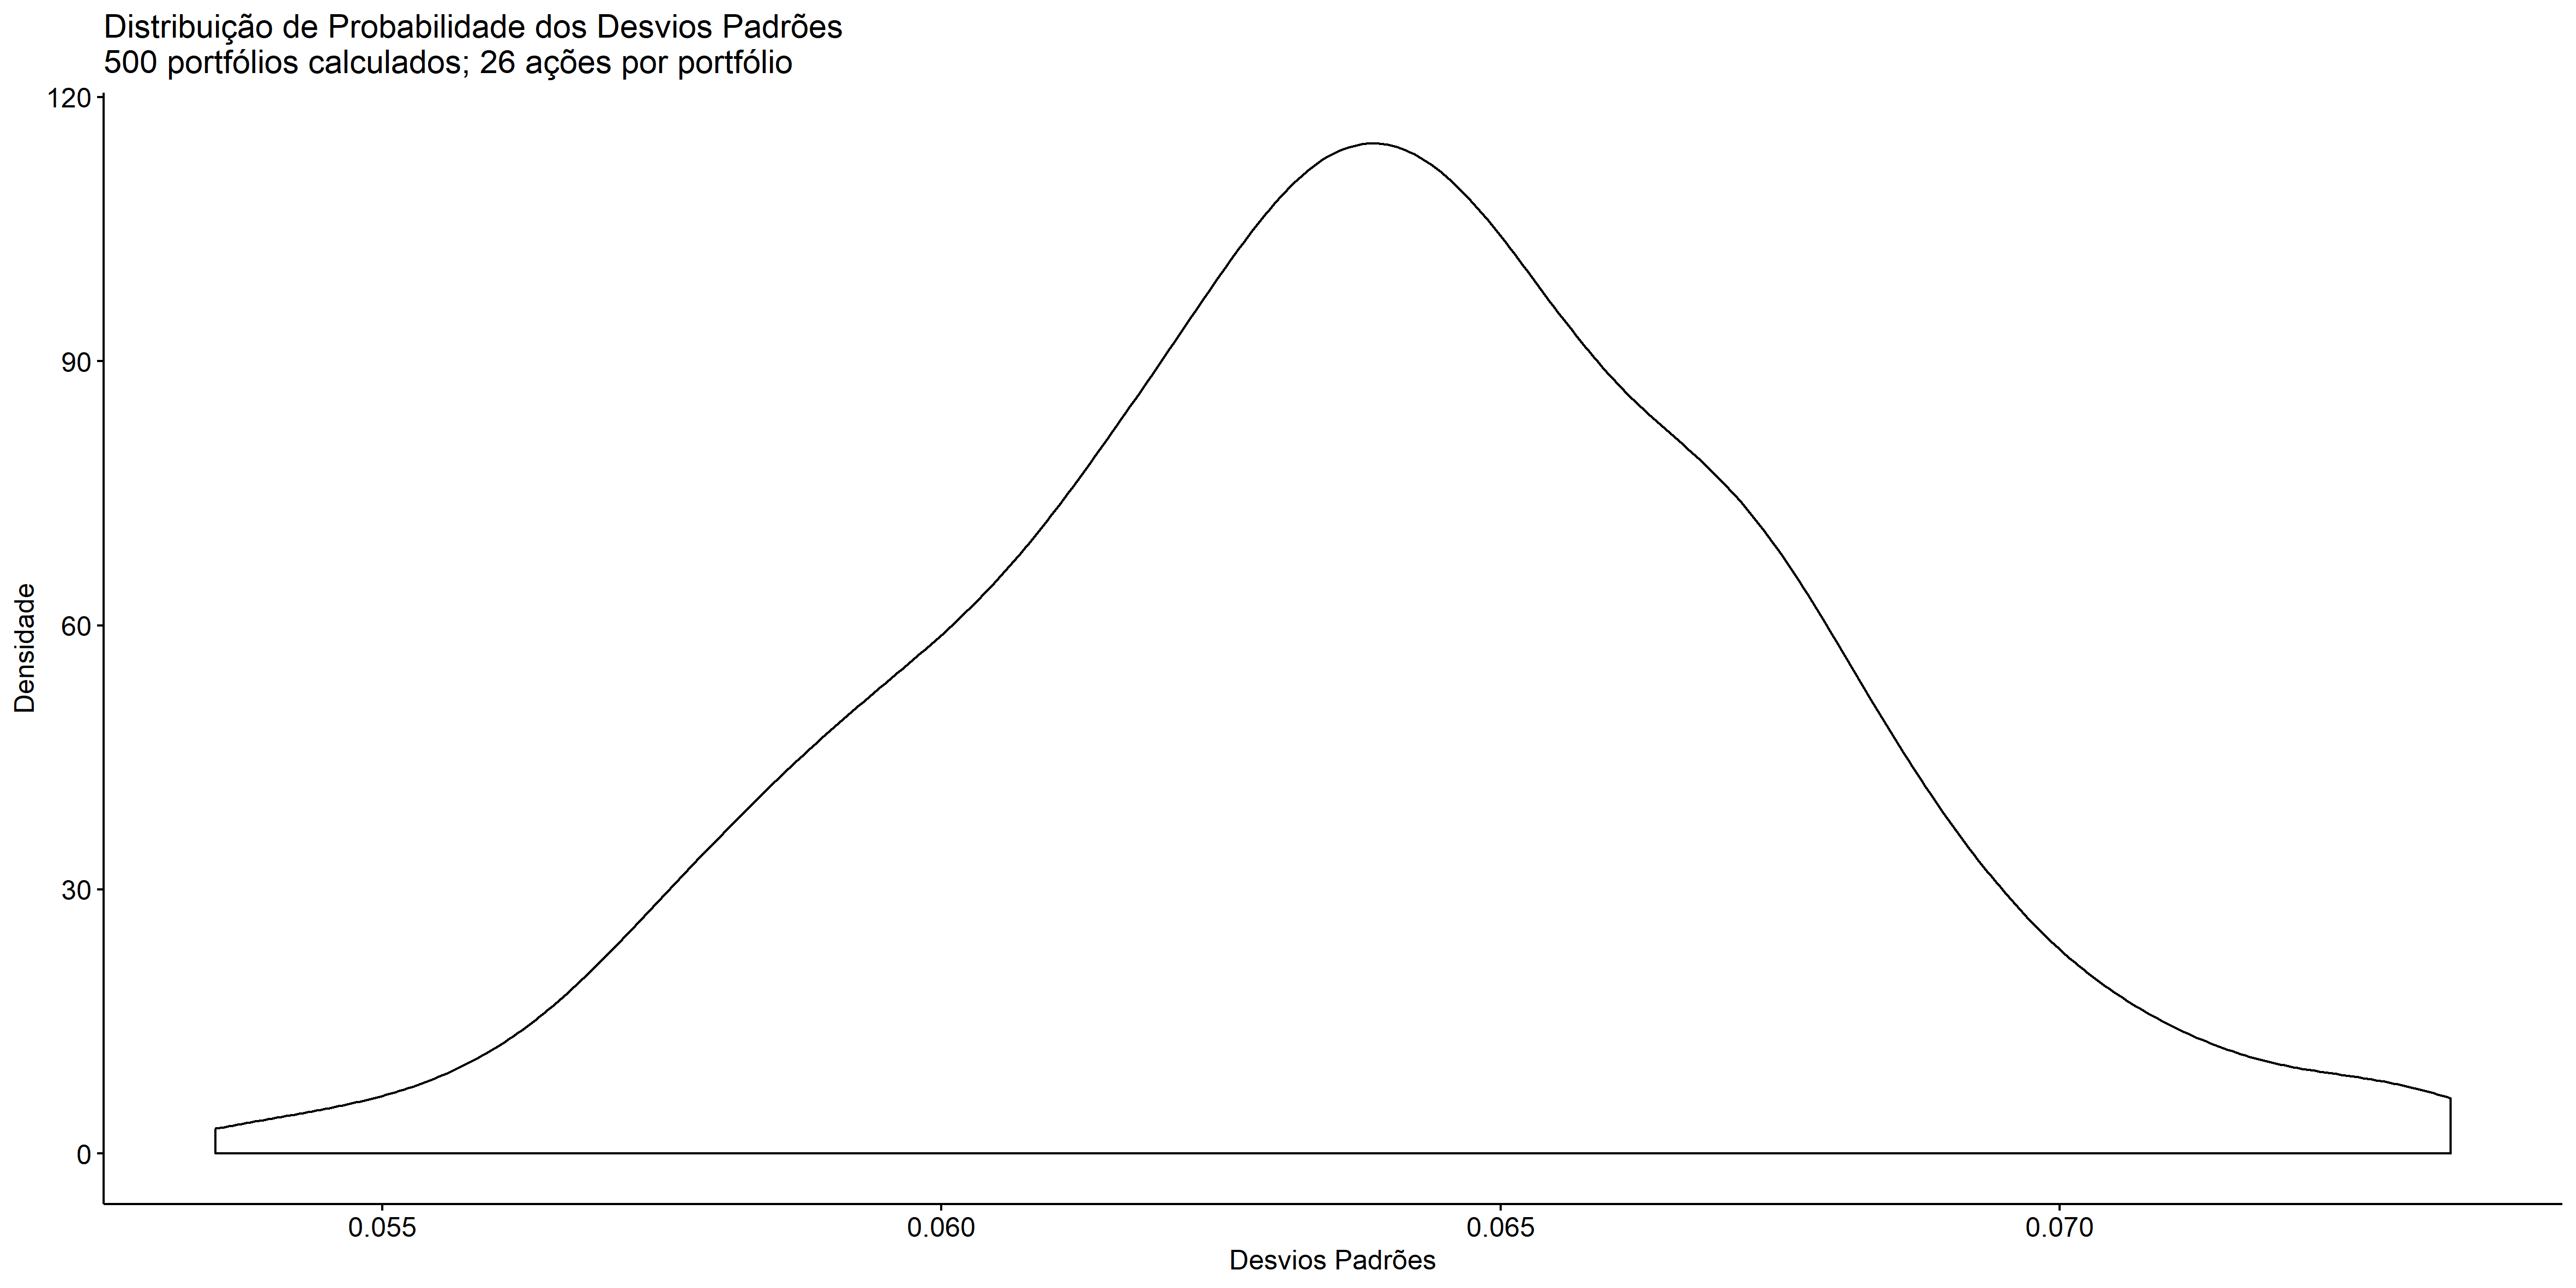 Distribuição de Probabilidade dos Desvios Padrões
500 portfólios calculados; 26 ações por portfólio
120
90
60
30
0
Densidade
0.055
0.060
0.065
0.070
Desvios Padrões